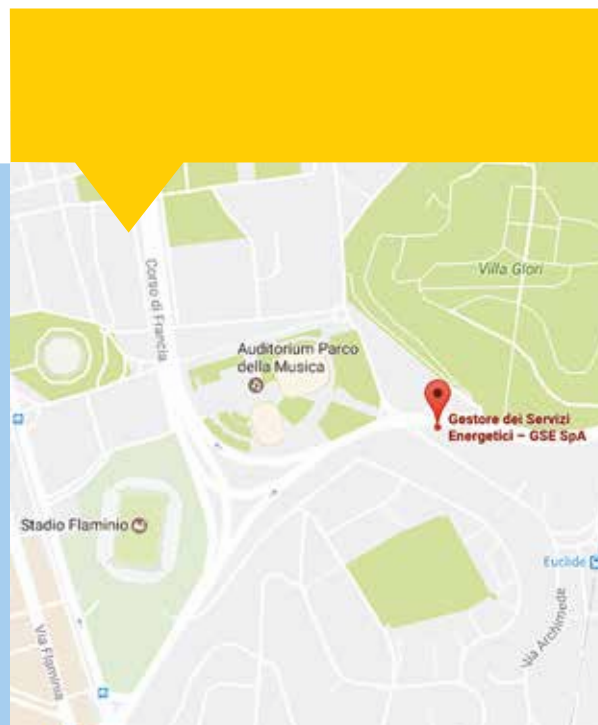 Villa Glori
Corso di Francia
Auditorium Parco
della Musica
Gestore dei Servizi
Energetici – GSE SpA
Stadio Flaminio
Euclide
Via Archimede
Via Flaminia